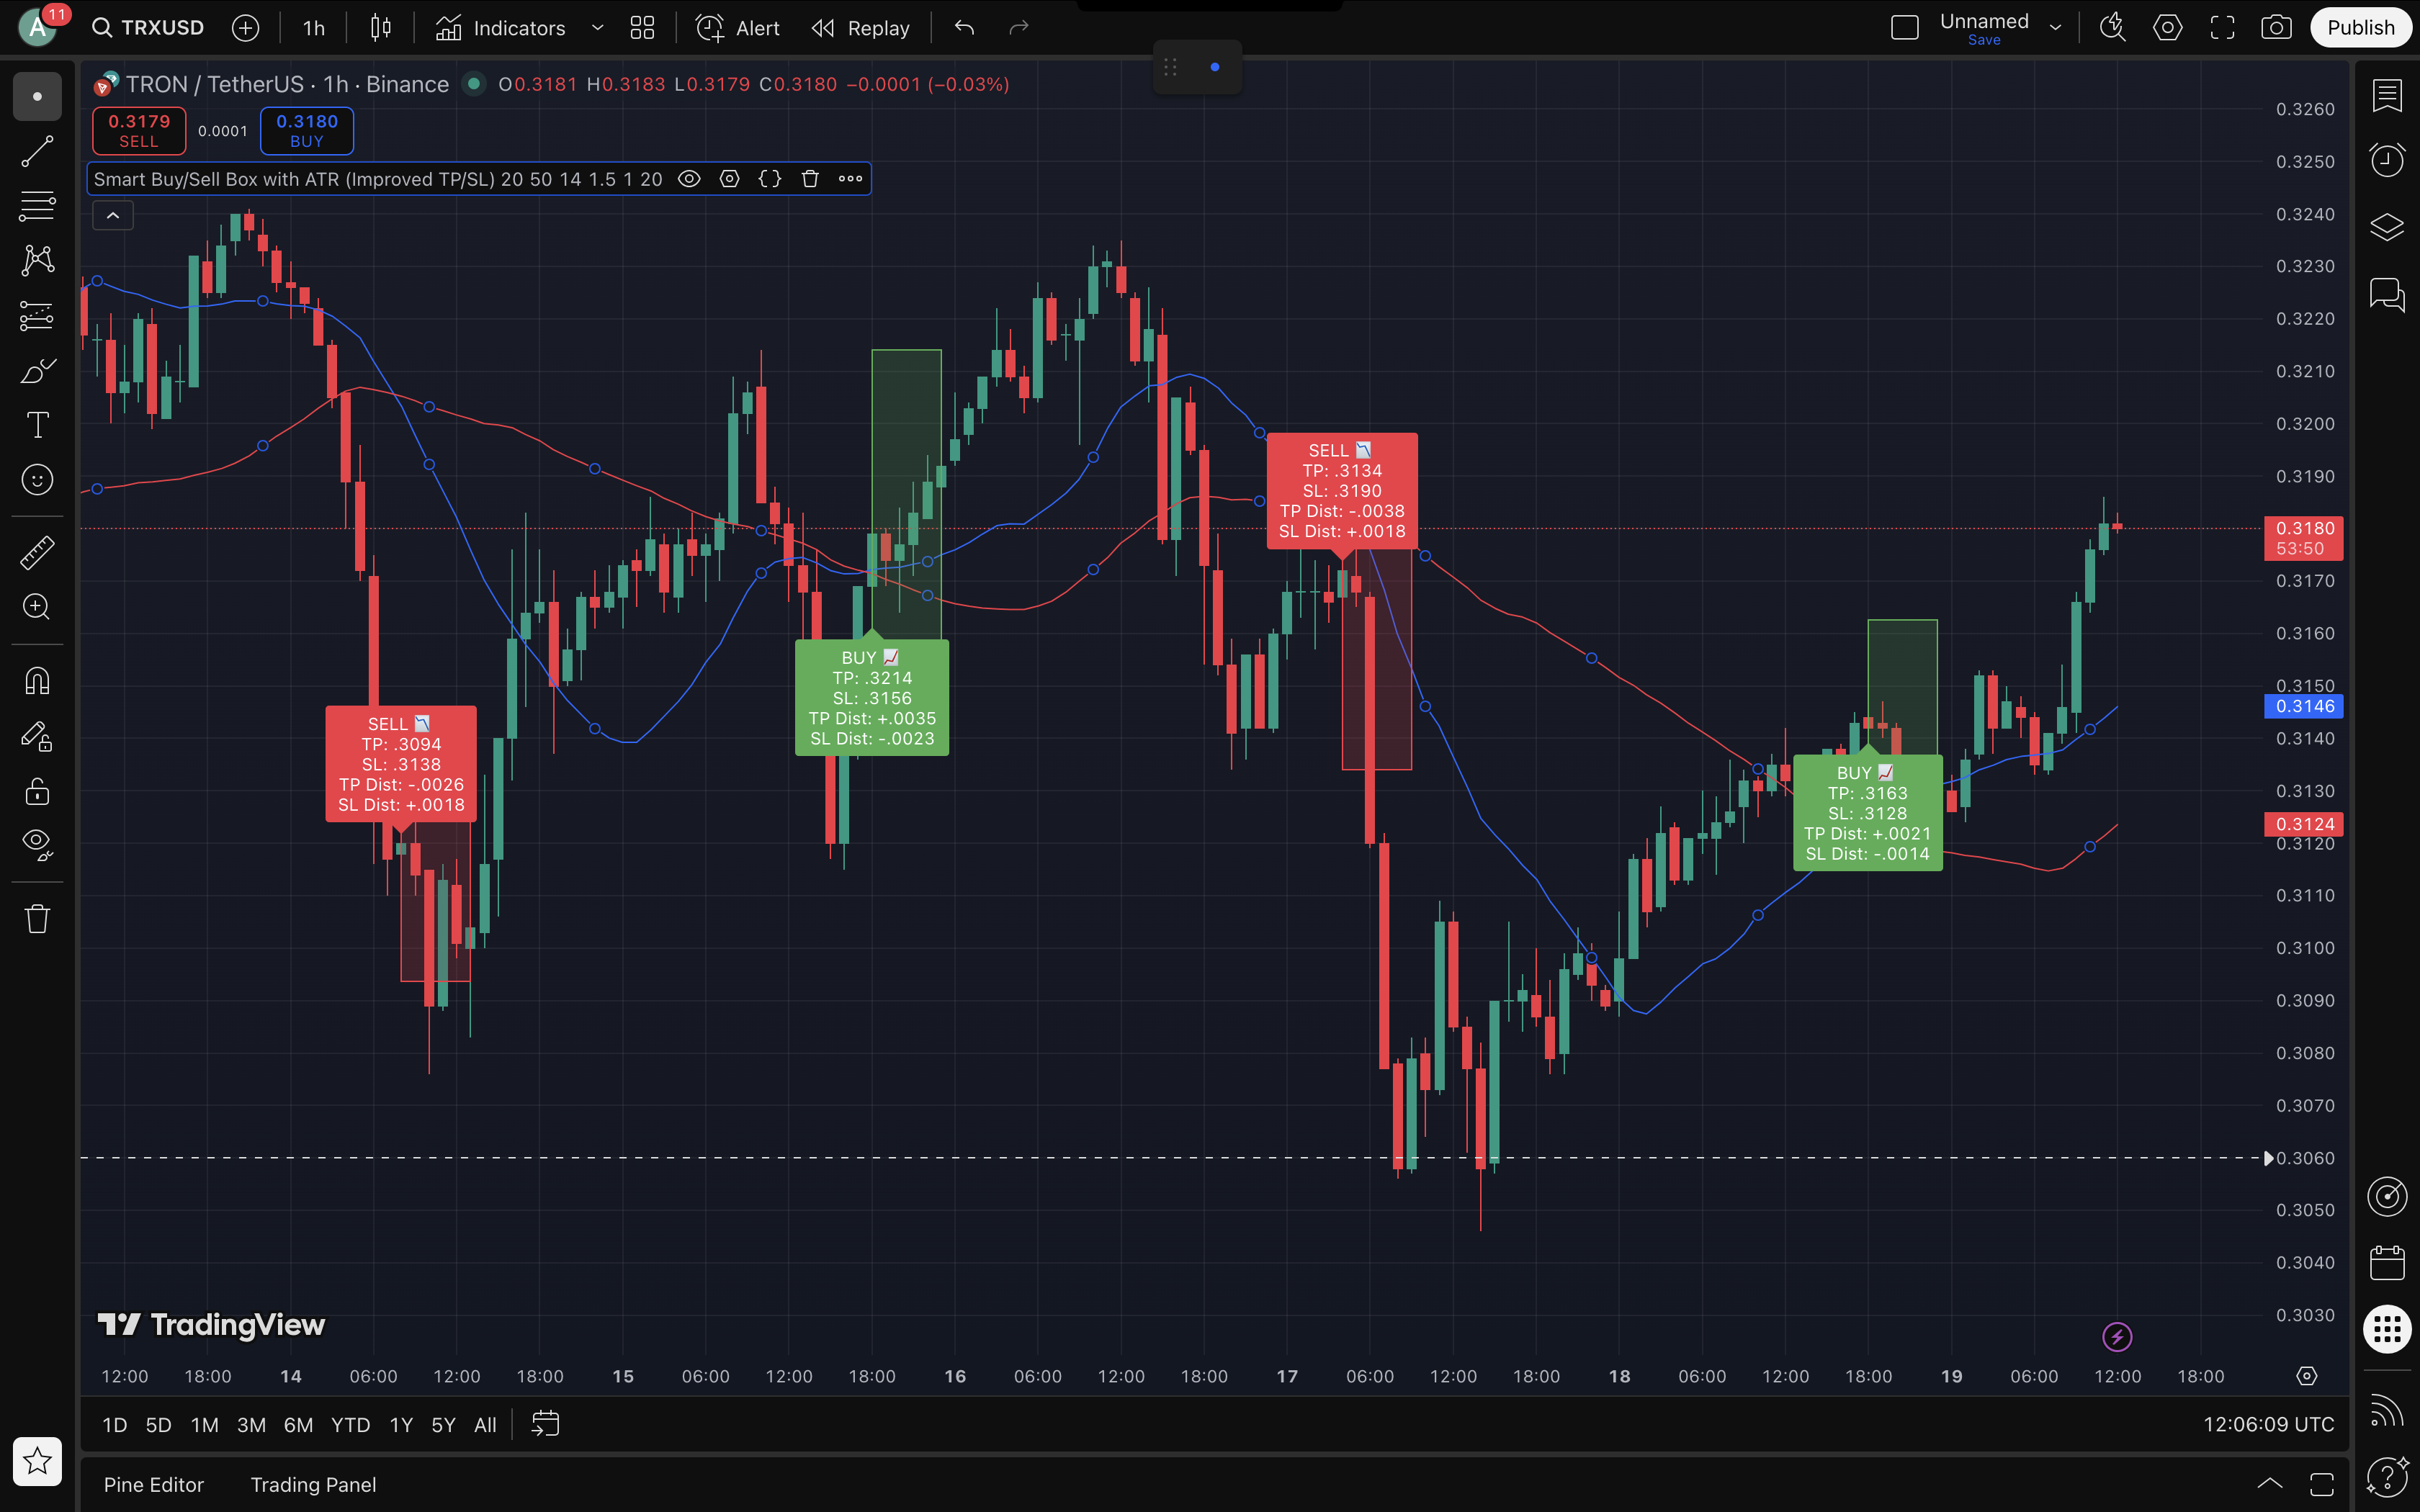 A
11
TRXUSD
1h
Indicators
Alert
Replay
Unnamed
Save
Publish
TRON / TetherUS · 1h · Binance
O0.3181 H0.3183 L0.3179 C0.3180 −0.0001 (−0.03%)
0.3179
SELL
0.0001
0.3180
BUY
Smart Buy/Sell Box with ATR (Improved TP/SL) 20 50 14 1.5 1 20
0.3260
0.3250
0.3240
0.3230
0.3220
0.3210
0.3200
0.3190
0.3180
53:50
0.3170
0.3160
0.3150
0.3146
0.3140
0.3130
0.3124
0.3120
0.3110
0.3100
0.3090
0.3080
0.3070
0.3060
0.3050
0.3040
0.3030
SELL 📉
TP: .3094
SL: .3138
TP Dist: -.0026
SL Dist: +.0018
BUY 📈
TP: .3214
SL: .3156
TP Dist: +.0035
SL Dist: -.0023
SELL 📉
TP: .3134
SL: .3190
TP Dist: -.0038
SL Dist: +.0018
BUY 📈
TP: .3163
SL: .3128
TP Dist: +.0021
SL Dist: -.0014
TradingView
12:00 18:00 14 06:00 12:00 18:00 15 06:00 12:00 18:00 16 06:00 12:00 18:00 17 06:00 12:00 18:00 18 06:00 12:00 18:00 19 06:00 12:00 18:00
1D 5D 1M 3M 6M YTD 1Y 5Y All
12:06:09 UTC
Pine Editor
Trading Panel